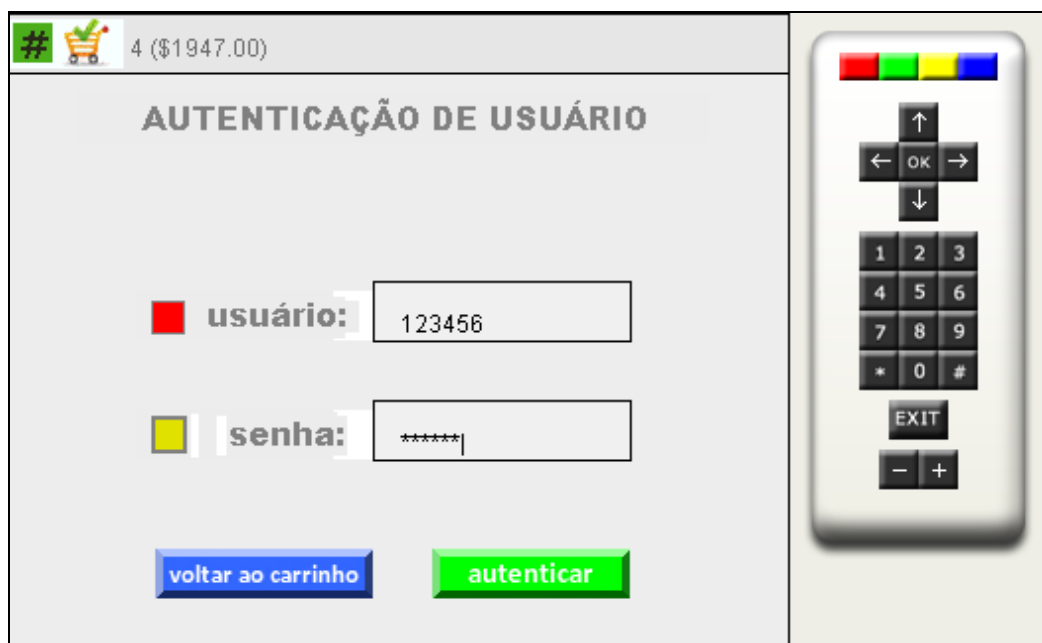 # 4 ($1947.00)
AUTENTICAÇÃO DE USUÁRIO
usuário: 123456
senha: ******
voltar ao carrinho autenticar
↑
← OK →
↓
1 2 3
4 5 6
7 8 9
* 0 #
EXIT
− +